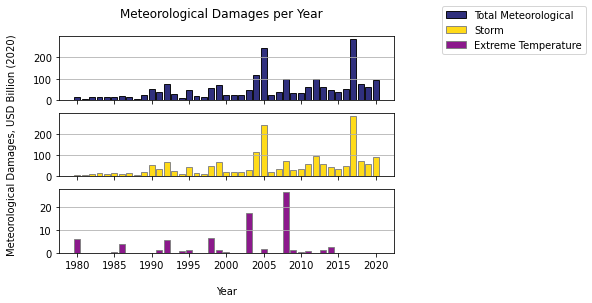 Meteorological Damages per Year
Total Meteorological
Storm
Extreme Temperature
Meteorological Damages, USD Billion (2020)
200
100
0
200
100
0
20
10
0
1980 1985 1990 1995 2000 2005 2010 2015 2020
Year